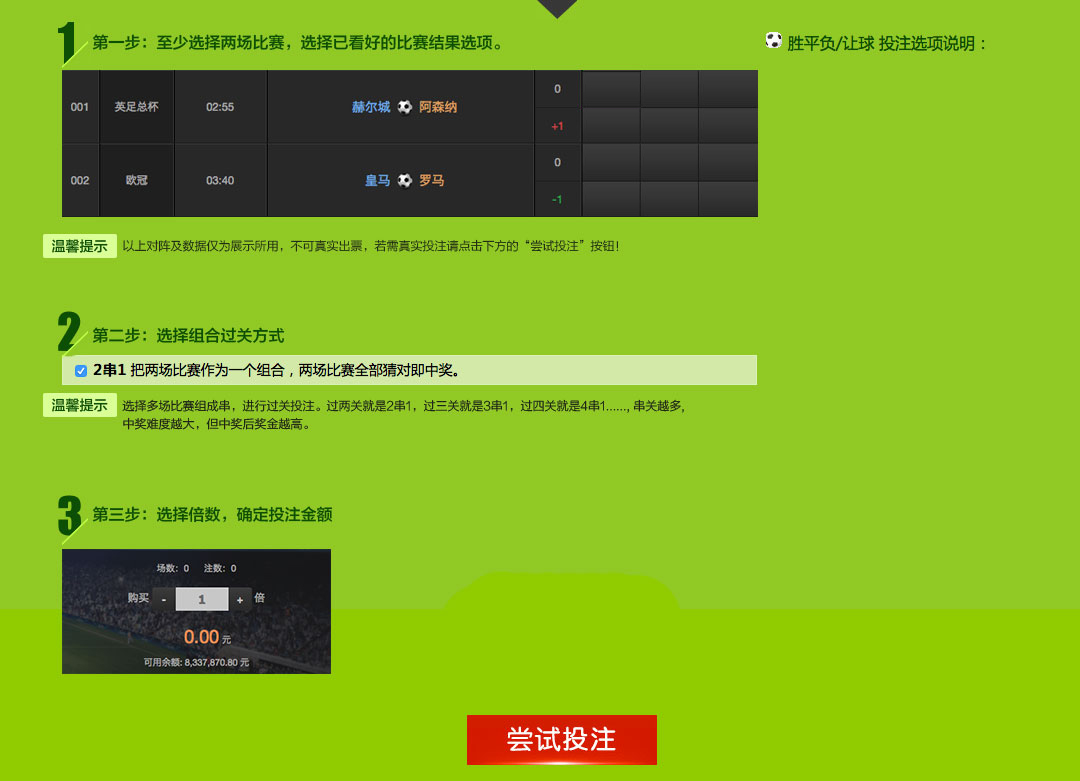 1 第一步：至少选择两场比赛，选择已看好的比赛结果选项。
胜平负/让球 投注选项说明：
001 英足总杯 02:55 赫尔城 阿森纳 0
+1
002 欧冠 03:40 皇马 罗马 0
-1
温馨提示 以上对阵及数据仅为展示所用，不可真实出票，若需真实投注请点击下方的“尝试投注”按钮！
2 第二步：选择组合过关方式
2串1 把两场比赛作为一个组合，两场比赛全部猜对即中奖。
温馨提示 选择多场比赛组成串，进行过关投注。过两关就是2串1，过三关就是3串1，过四关就是4串1......, 串关越多,
中奖难度越大，但中奖后奖金越高。
3 第三步：选择倍数，确定投注金额
场数：0 注数：0
购买 - 1 + 倍
0.00 元
可用余额: 8,337,870.80 元
尝试投注